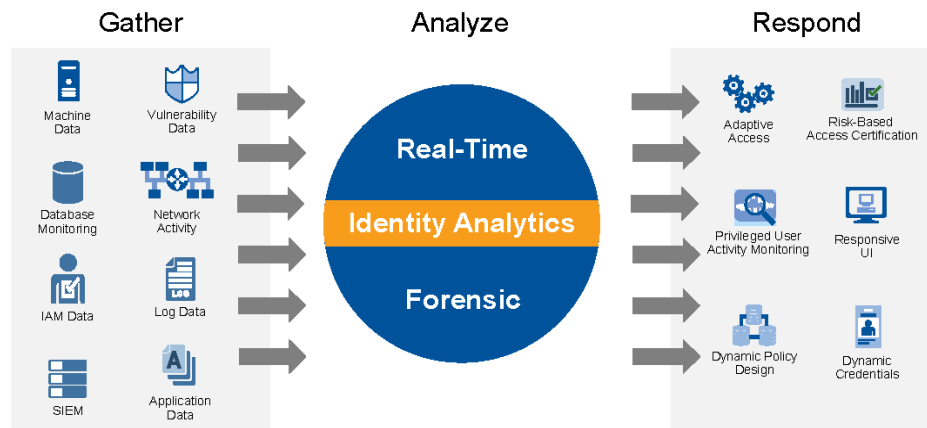 Gather
Analyze
Respond
Machine
Data
Vulnerability
Data
Database
Monitoring
Network
Activity
IAM Data
LOG
Log Data
SIEM
A
Application
Data
Real-Time
Identity Analytics
Forensic
Adaptive
Access
Risk-Based
Access Certification
Privileged User
Activity Monitoring
Responsive
UI
Dynamic Policy
Design
Dynamic
Credentials